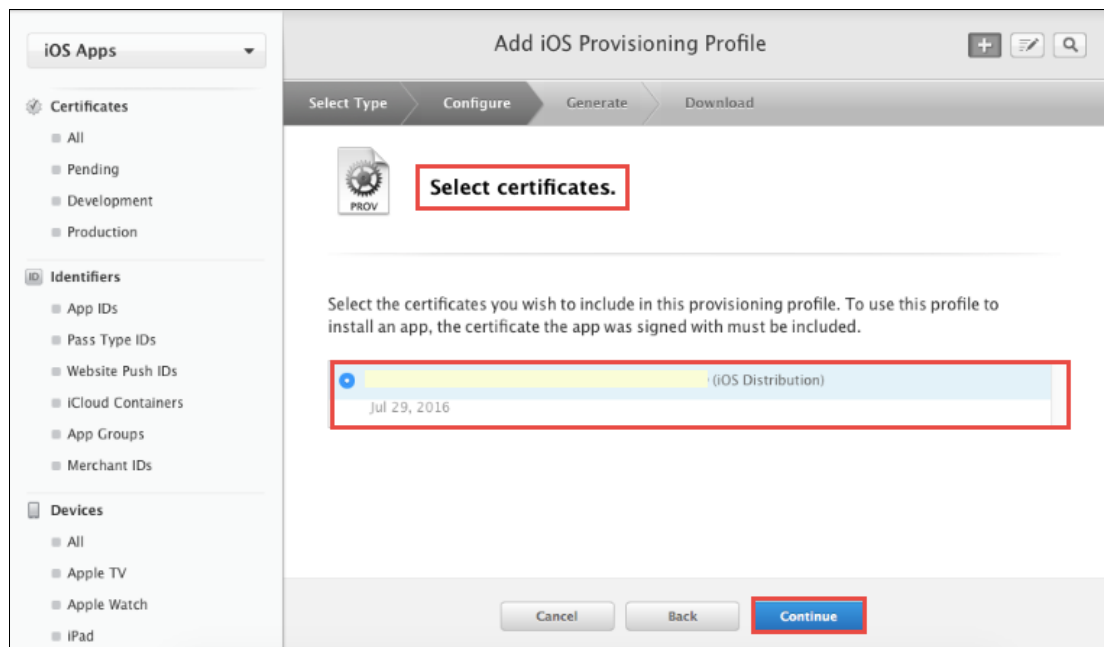 iOS Apps
Certificates
All
Pending
Development
Production
ID Identifiers
App IDs
Pass Type IDs
Website Push IDs
iCloud Containers
App Groups
Merchant IDs
Devices
All
Apple TV
Apple Watch
iPad
Add iOS Provisioning Profile
Select Type Configure Generate Download
PROV
Select certificates.
Select the certificates you wish to include in this provisioning profile. To use this profile to
install an app, the certificate the app was signed with must be included.
(iOS Distribution)
Jul 29, 2016
Cancel Back Continue